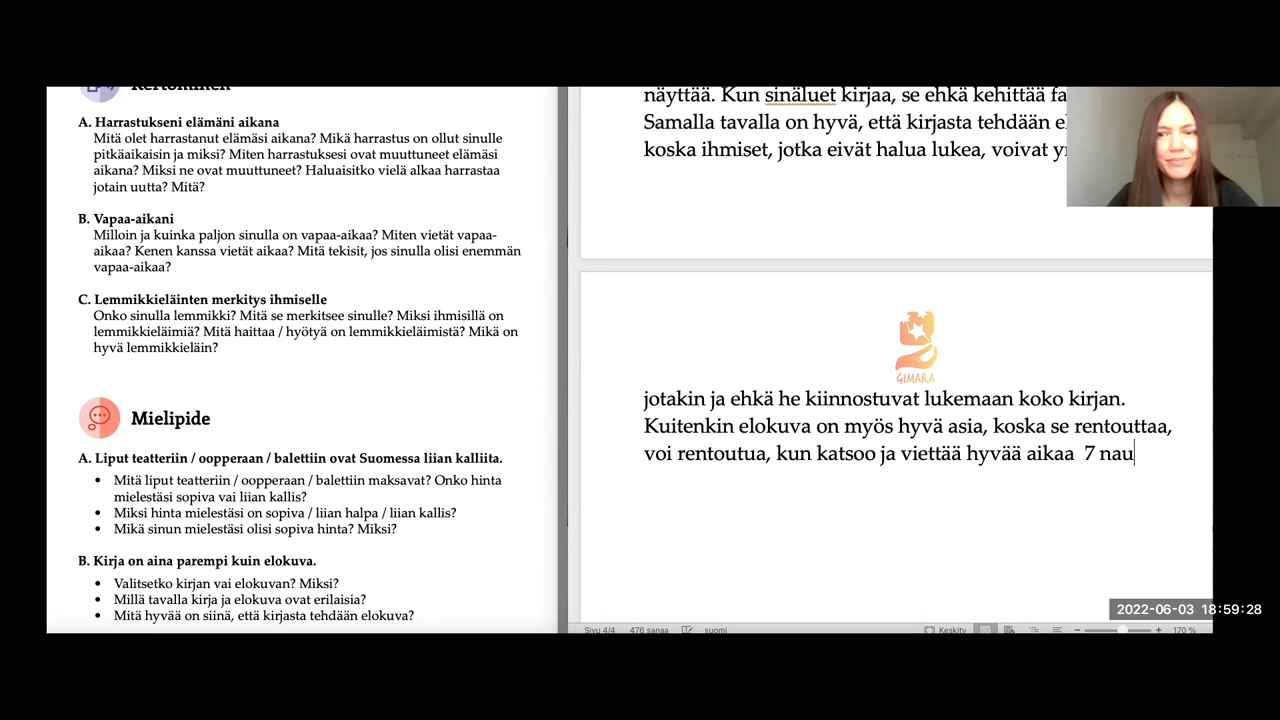 Kertominen
A. Harrastukseni elämäni aikana
Mitä olet harrastanut elämäsi aikana? Mikä harrastus on ollut sinulle
pitkäaikaisin ja miksi? Miten harrastuksesi ovat muuttuneet elämäsi
aikana? Miksi ne ovat muuttuneet? Haluaisitko vielä alkaa harrastaa
jotain uutta? Mitä?
B. Vapaa-aikani
Milloin ja kuinka paljon sinulla on vapaa-aikaa? Miten vietät vapaa-
aikaa? Kenen kanssa vietät aikaa? Mitä tekisit, jos sinulla olisi enemmän
vapaa-aikaa?
C. Lemmikkieläinten merkitys ihmiselle
Onko sinulla lemmikki? Mitä se merkitsee sinulle? Miksi ihmisillä on
lemmikkieläimiä? Mitä haittaa / hyötyä on lemmikkieläimistä? Mikä on
hyvä lemmikkieläin?
Mielipide
A. Liput teatteriin / oopperaan / balettiin ovat Suomessa liian kalliita.
• Mitä liput teatteriin / oopperaan / balettiin maksavat? Onko hinta
mielestäsi sopiva vai liian kallis?
• Miksi hinta mielestäsi on sopiva / liian halpa / liian kallis?
• Mikä sinun mielestäsi olisi sopiva hinta? Miksi?
B. Kirja on aina parempi kuin elokuva.
• Valitsetko kirjan vai elokuvan? Miksi?
• Millä tavalla kirja ja elokuva ovat erilaisia?
• Mitä hyvää on siinä, että kirjasta tehdään elokuva?
näyttää. Kun sinäluet kirjaa, se ehkä kehittää fa
Samalla tavalla on hyvä, että kirjasta tehdään el
koska ihmiset, jotka eivät halua lukea, voivat y
GIMARA
jotakin ja ehkä he kiinnostuvat lukemaan koko kirjan.
Kuitenkin elokuva on myös hyvä asia, koska se rentouttaa,
voi rentoutua, kun katsoo ja viettää hyvää aikaa  7 nau
2022-06-03 18:59:28
Sivu 4/4 476 sanaa suomi Keskity 170 %